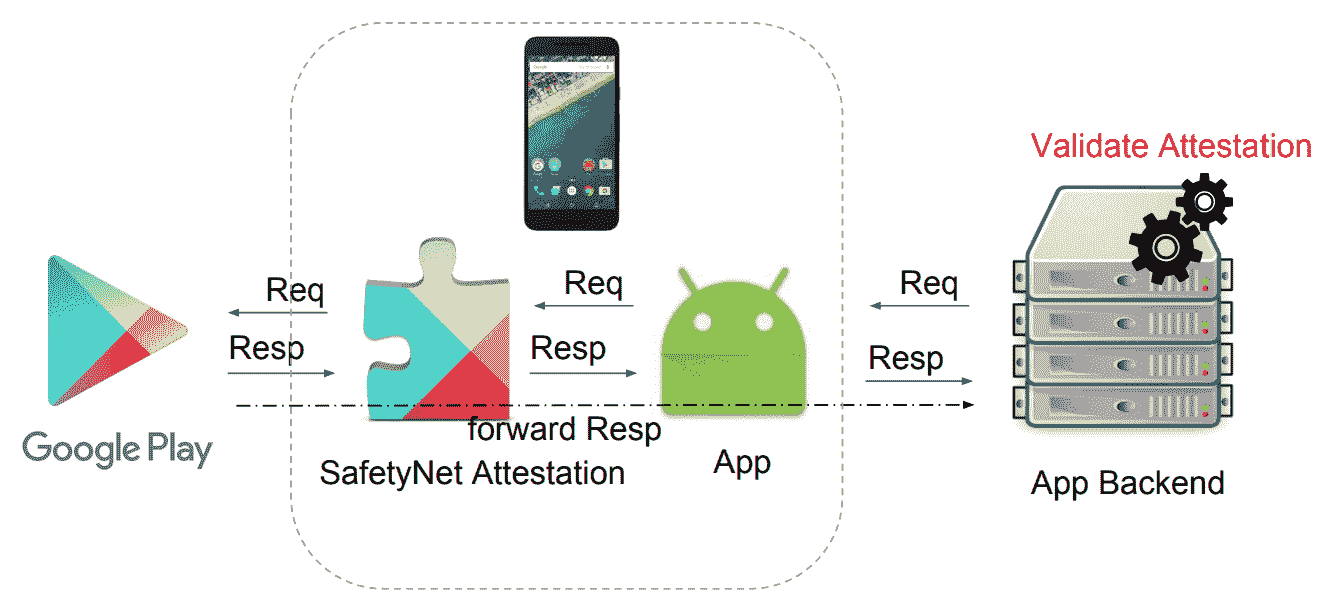 Validate Attestation
Req
Req
Req
Resp
Resp
Resp
forward Resp
Google Play
SafetyNet Attestation
App
App Backend